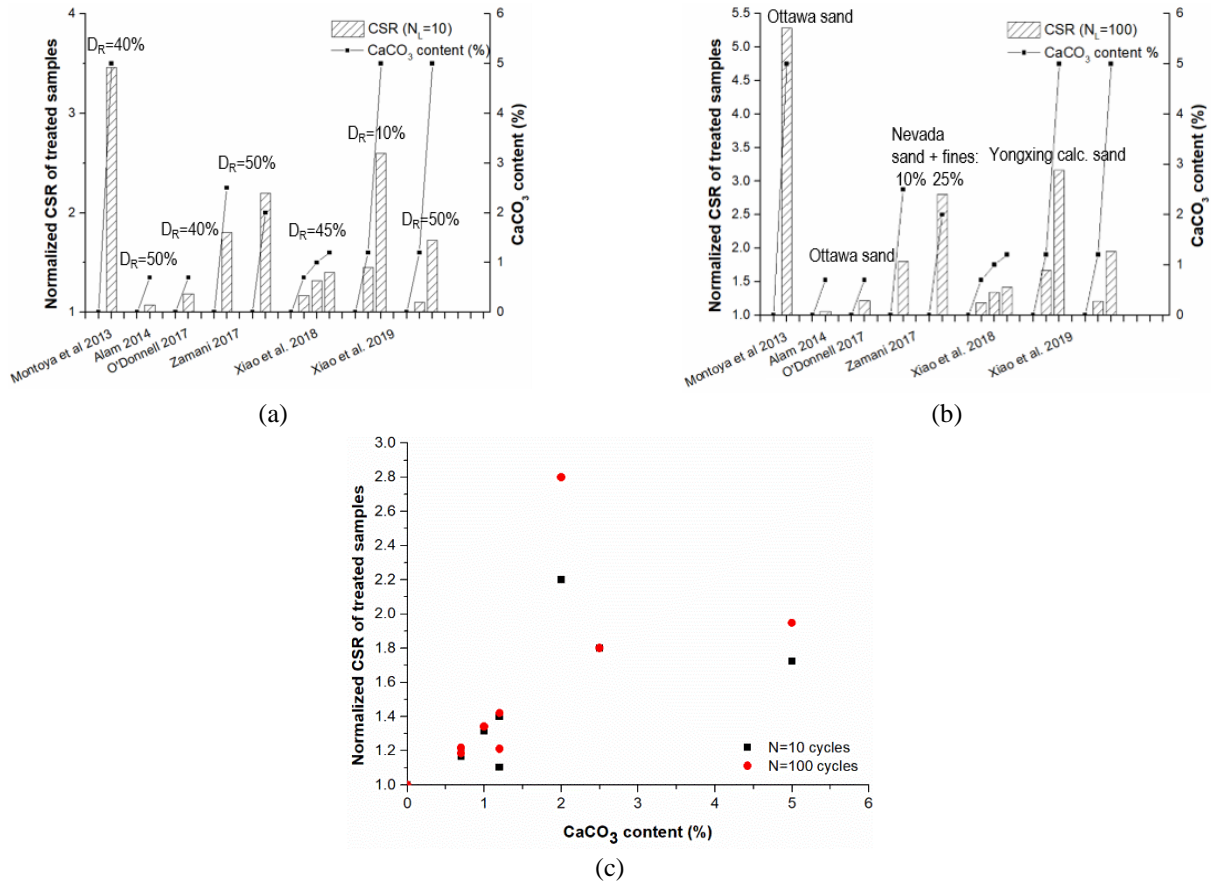 Normalized CSR of treated samples
4
3
2
1
D_R=40%
D_R=50%
D_R=40%
D_R=50%
D_R=45%
D_R=10%
D_R=50%
CSR (N_L=10)
CaCO₃ content (%)
6
5
4
3
2
1
0
CaCO₃ content (%)
Montoya et al 2013
Alam 2014
O'Donnell 2017
Zamani 2017
Xiao et al. 2018
Xiao et al. 2019
(a)
Normalized CSR of treated samples
5.5
5.0
4.5
4.0
3.5
3.0
2.5
2.0
1.5
1.0
Ottawa sand
CSR (N_L=100)
CaCO₃ content %
Nevada
sand + fines:
10% 25%
Yongxing calc. sand
Ottawa sand
6
5
4
3
2
1
0
CaCO₃ content (%)
Montoya et al 2013
Alam 2014
O'Donnell 2017
Zamani 2017
Xiao et al. 2018
Xiao et al. 2019
(b)
Normalized CSR of treated samples
3.0
2.8
2.6
2.4
2.2
2.0
1.8
1.6
1.4
1.2
1.0
N=10 cycles
N=100 cycles
0 1 2 3 4 5 6
CaCO₃ content (%)
(c)